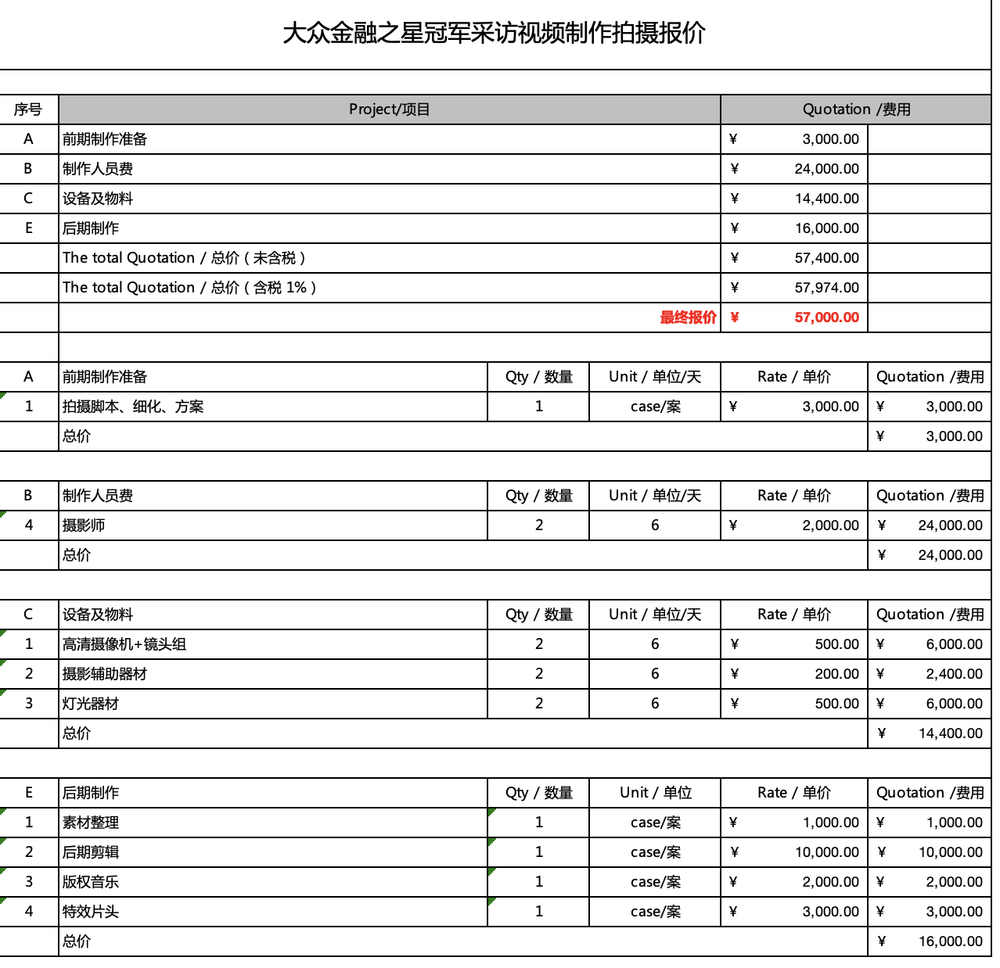 大众金融之星冠军采访视频制作拍摄报价
序号 Project/项目 Quotation /费用
A 前期制作准备 ¥ 3,000.00
B 制作人员费 ¥ 24,000.00
C 设备及物料 ¥ 14,400.00
E 后期制作 ¥ 16,000.00
The total Quotation / 总价 ( 未含税 ) ¥ 57,400.00
The total Quotation / 总价 ( 含税 1% ) ¥ 57,974.00
最终报价 ¥ 57,000.00
A 前期制作准备 Qty / 数量 Unit / 单位/天 Rate / 单价 Quotation /费用
1 拍摄脚本、细化、方案 1 case/案 ¥ 3,000.00 ¥ 3,000.00
总价 ¥ 3,000.00
B 制作人员费 Qty / 数量 Unit / 单位/天 Rate / 单价 Quotation /费用
4 摄影师 2 6 ¥ 2,000.00 ¥ 24,000.00
总价 ¥ 24,000.00
C 设备及物料 Qty / 数量 Unit / 单位/天 Rate / 单价 Quotation /费用
1 高清摄像机+镜头组 2 6 ¥ 500.00 ¥ 6,000.00
2 摄影辅助器材 2 6 ¥ 200.00 ¥ 2,400.00
3 灯光器材 2 6 ¥ 500.00 ¥ 6,000.00
总价 ¥ 14,400.00
E 后期制作 Qty / 数量 Unit / 单位 Rate / 单价 Quotation /费用
1 素材整理 1 case/案 ¥ 1,000.00 ¥ 1,000.00
2 后期剪辑 1 case/案 ¥ 10,000.00 ¥ 10,000.00
3 版权音乐 1 case/案 ¥ 2,000.00 ¥ 2,000.00
4 特效片头 1 case/案 ¥ 3,000.00 ¥ 3,000.00
总价 ¥ 16,000.00